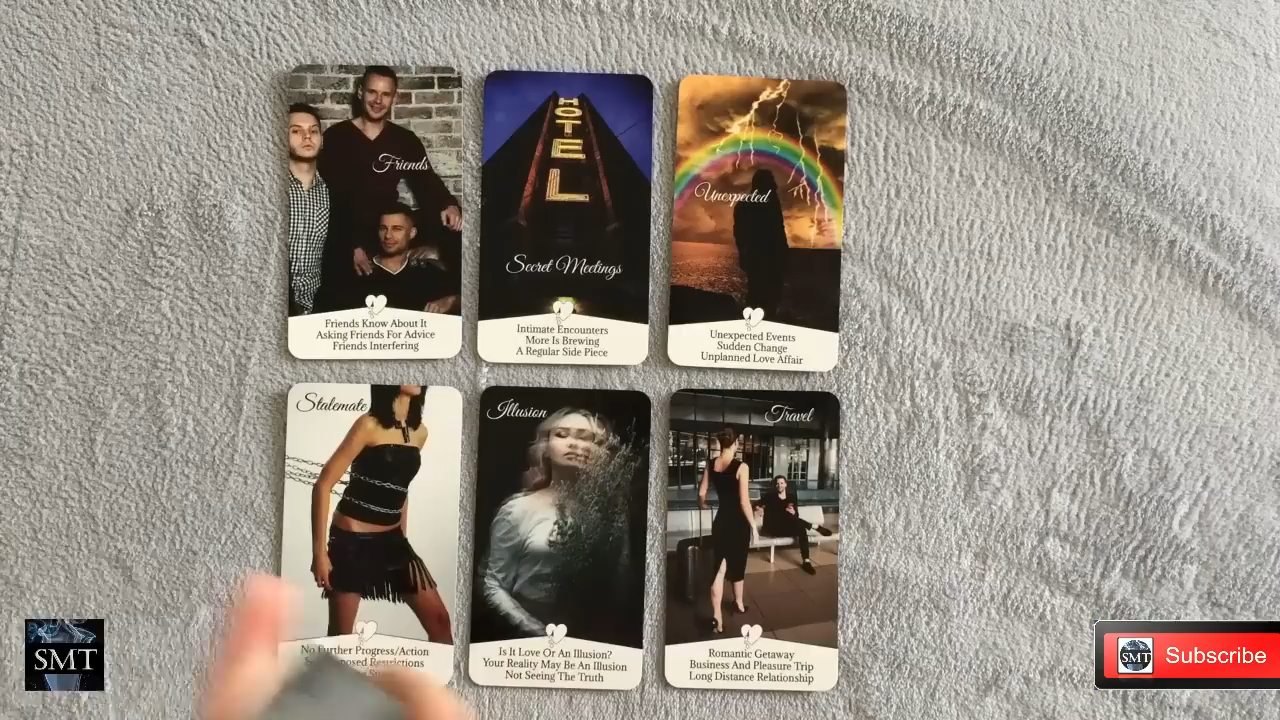 Friends
Friends Know About It
Asking Friends For Advice
Friends Interfering
HOTEL
Secret Meetings
Intimate Encounters
More Is Brewing
A Regular Side Piece
Unexpected
Unexpected Events
Sudden Change
Unplanned Love Affair
Stalemate
No Further Progress/Action
Restrictions
Illusion
Is It Love Or An Illusion?
Your Reality May Be An Illusion
Not Seeing The Truth
Travel
Romantic Getaway
Business And Pleasure Trip
Long Distance Relationship
SMT
SMT
Subscribe